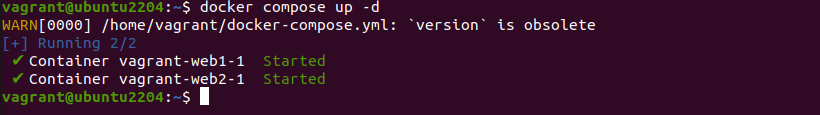 vagrant@ubuntu2204:~$ docker compose up -d
WARN[0000] /home/vagrant/docker-compose.yml: `version` is obsolete
[+] Running 2/2
✔ Container vagrant-web1-1  Started
✔ Container vagrant-web2-1  Started
vagrant@ubuntu2204:~$